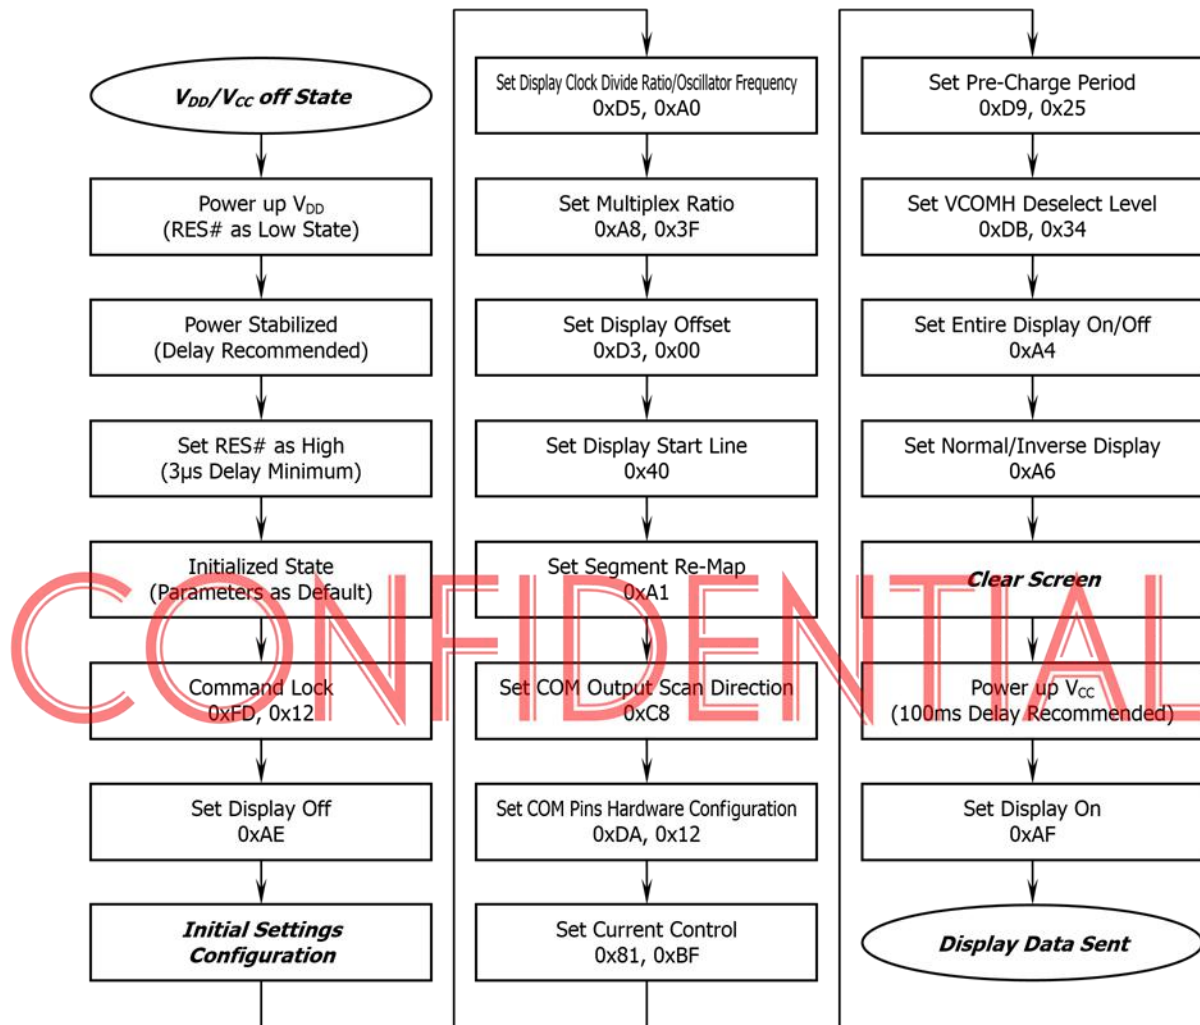 V_DD/V_CC off State
Power up V_DD
(RES# as Low State)
Power Stabilized
(Delay Recommended)
Set RES# as High
(3µs Delay Minimum)
Initialized State
(Parameters as Default)
Command Lock
0xFD, 0x12
Set Display Off
0xAE
Initial Settings
Configuration
Set Display Clock Divide Ratio/Oscillator Frequency
0xD5, 0xA0
Set Multiplex Ratio
0xA8, 0x3F
Set Display Offset
0xD3, 0x00
Set Display Start Line
0x40
Set Segment Re-Map
0xA1
Set COM Output Scan Direction
0xC8
Set COM Pins Hardware Configuration
0xDA, 0x12
Set Current Control
0x81, 0xBF
Set Pre-Charge Period
0xD9, 0x25
Set VCOMH Deselect Level
0xDB, 0x34
Set Entire Display On/Off
0xA4
Set Normal/Inverse Display
0xA6
Clear Screen
Power up V_CC
(100ms Delay Recommended)
Set Display On
0xAF
Display Data Sent
CONFIDENTIAL